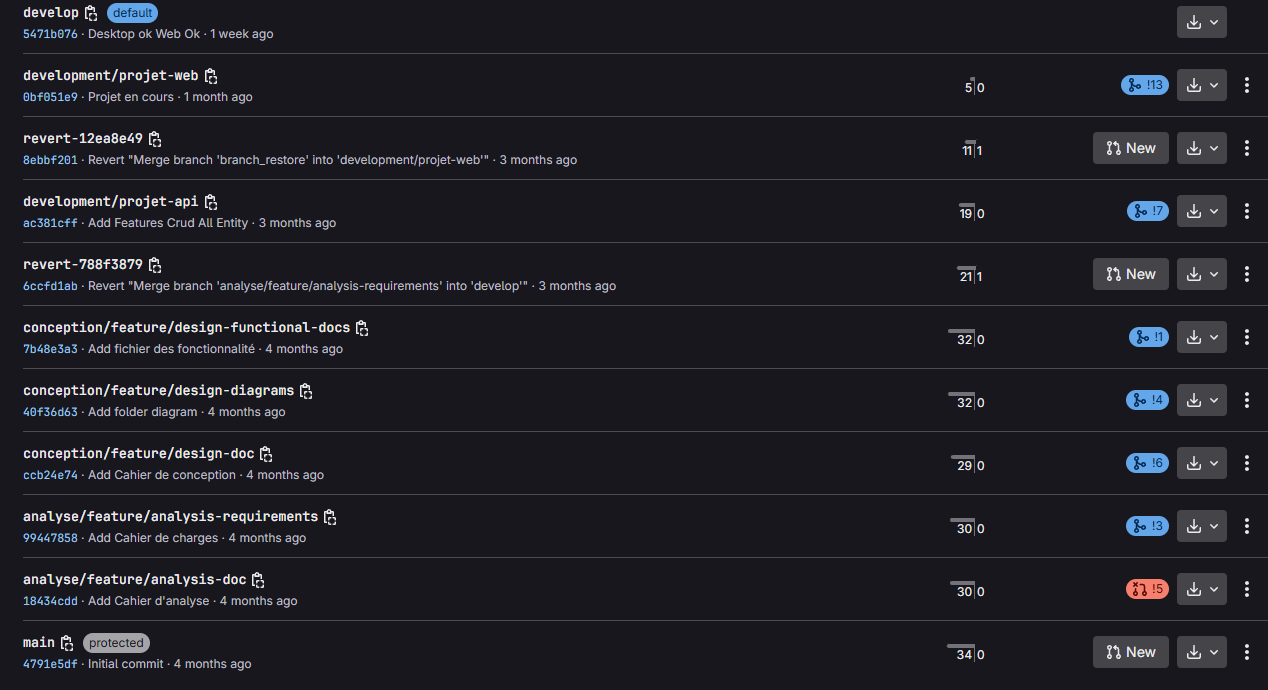 develop default
5471b076 · Desktop ok Web Ok · 1 week ago
development/projet-web 5 0 !13
0bf051e9 · Projet en cours · 1 month ago
revert-12ea8e49 11 1 New
8ebbf201 · Revert "Merge branch 'branch_restore' into 'development/projet-web'" · 3 months ago
development/projet-api 19 0 !7
ac381cff · Add Features Crud All Entity · 3 months ago
revert-788f3879 21 1 New
6ccfd1ab · Revert "Merge branch 'analyse/feature/analysis-requirements' into 'develop'" · 3 months ago
conception/feature/design-functional-docs 32 0 !1
7b48e3a3 · Add fichier des fonctionnalité · 4 months ago
conception/feature/design-diagrams 32 0 !4
40f36d63 · Add folder diagram · 4 months ago
conception/feature/design-doc 29 0 !6
ccb24e74 · Add Cahier de conception · 4 months ago
analyse/feature/analysis-requirements 30 0 !3
99447858 · Add Cahier de charges · 4 months ago
analyse/feature/analysis-doc 30 0 !5
18434cdd · Add Cahier d'analyse · 4 months ago
main protected 34 0 New
4791e5df · Initial commit · 4 months ago